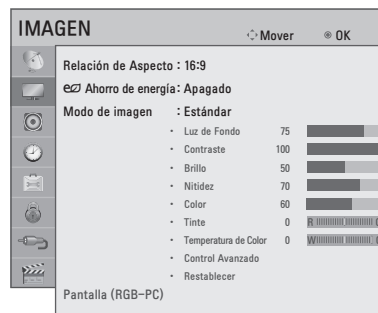 IMAGEN Mover OK
Relación de Aspecto : 16:9
Ahorro de energía: Apagado
Modo de imagen : Estándar
• Luz de Fondo 75
• Contraste 100
• Brillo 50
• Nitidez 70
• Color 60
• Tinte 0 R
• Temperatura de Color 0 W
• Control Avanzado
• Restablecer
Pantalla (RGB-PC)